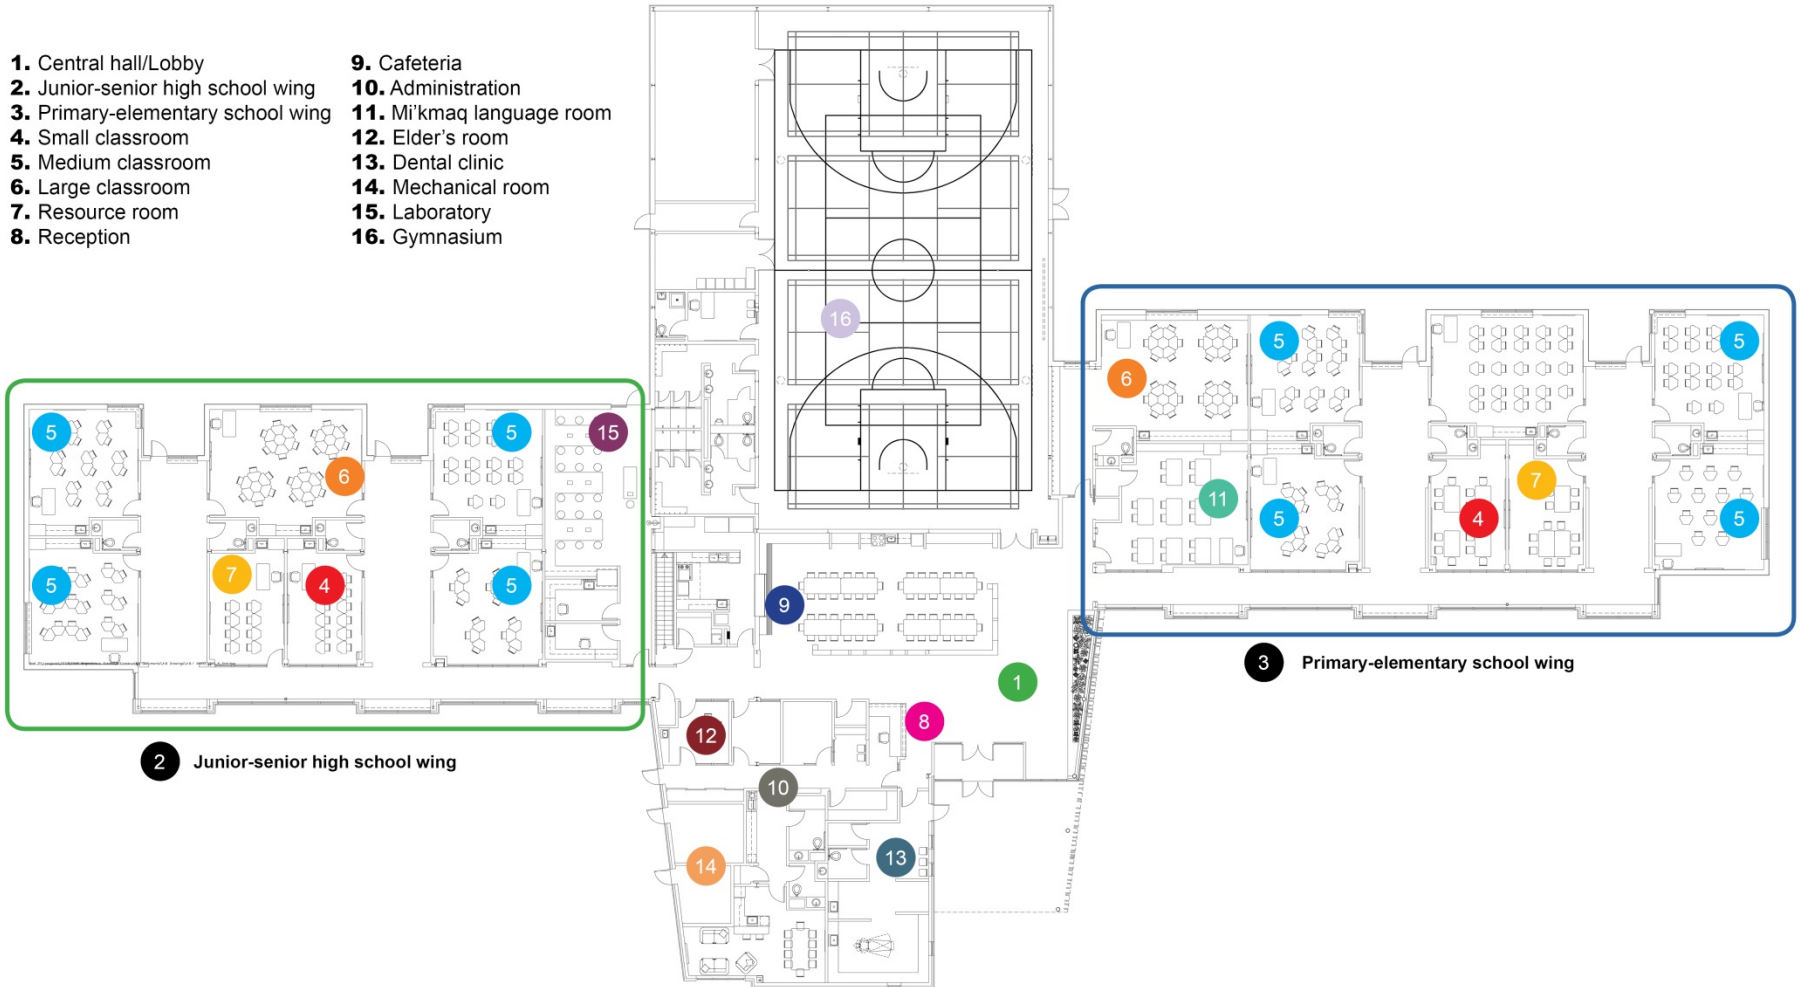 1. Central hall/Lobby
2. Junior-senior high school wing
3. Primary-elementary school wing
4. Small classroom
5. Medium classroom
6. Large classroom
7. Resource room
8. Reception
9. Cafeteria
10. Administration
11. Mi'kmaq language room
12. Elder's room
13. Dental clinic
14. Mechanical room
15. Laboratory
16. Gymnasium
16
5
5
6
5
5
15
6
11
5
7
4
5
5
7
4
5
5
9
1
3 Primary-elementary school wing
8
12
2 Junior-senior high school wing
10
13
14